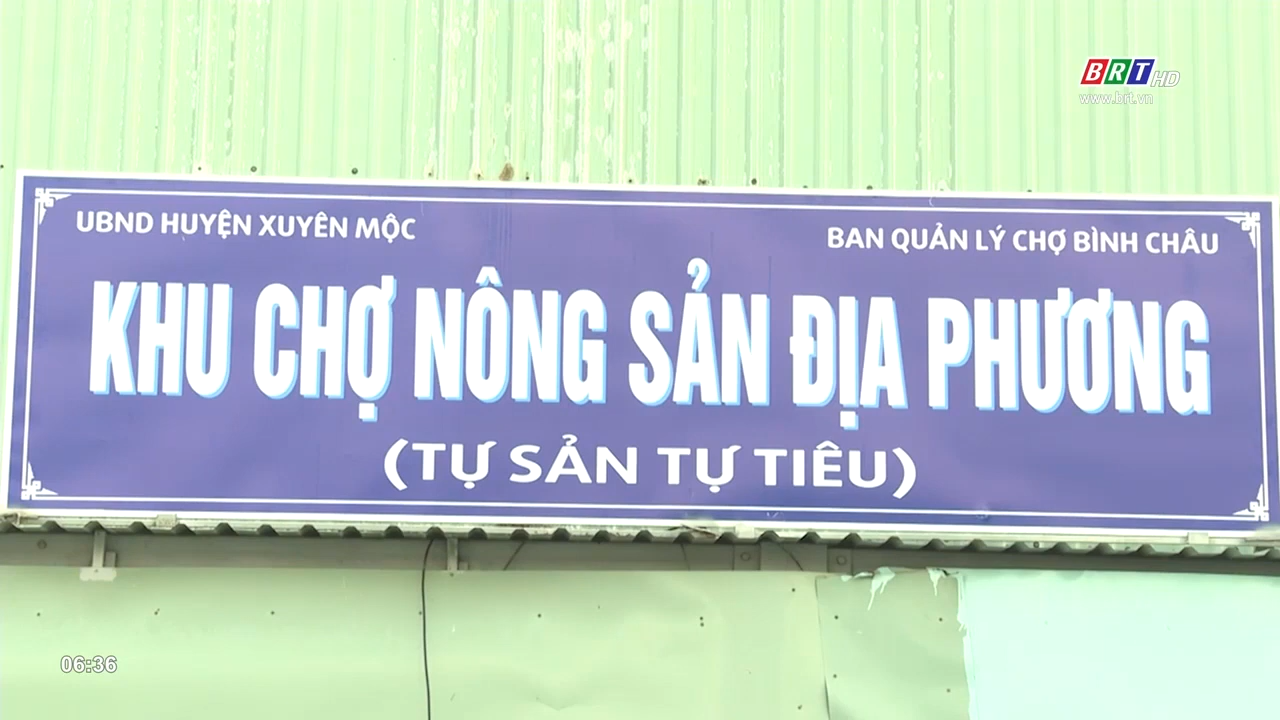 BRT HD
www.brt.vn
UBND HUYỆN XUYÊN MỘC
BAN QUẢN LÝ CHỢ BÌNH CHÂU
KHU CHỢ NÔNG SẢN ĐỊA PHƯƠNG
(TỰ SẢN TỰ TIÊU)
06:36